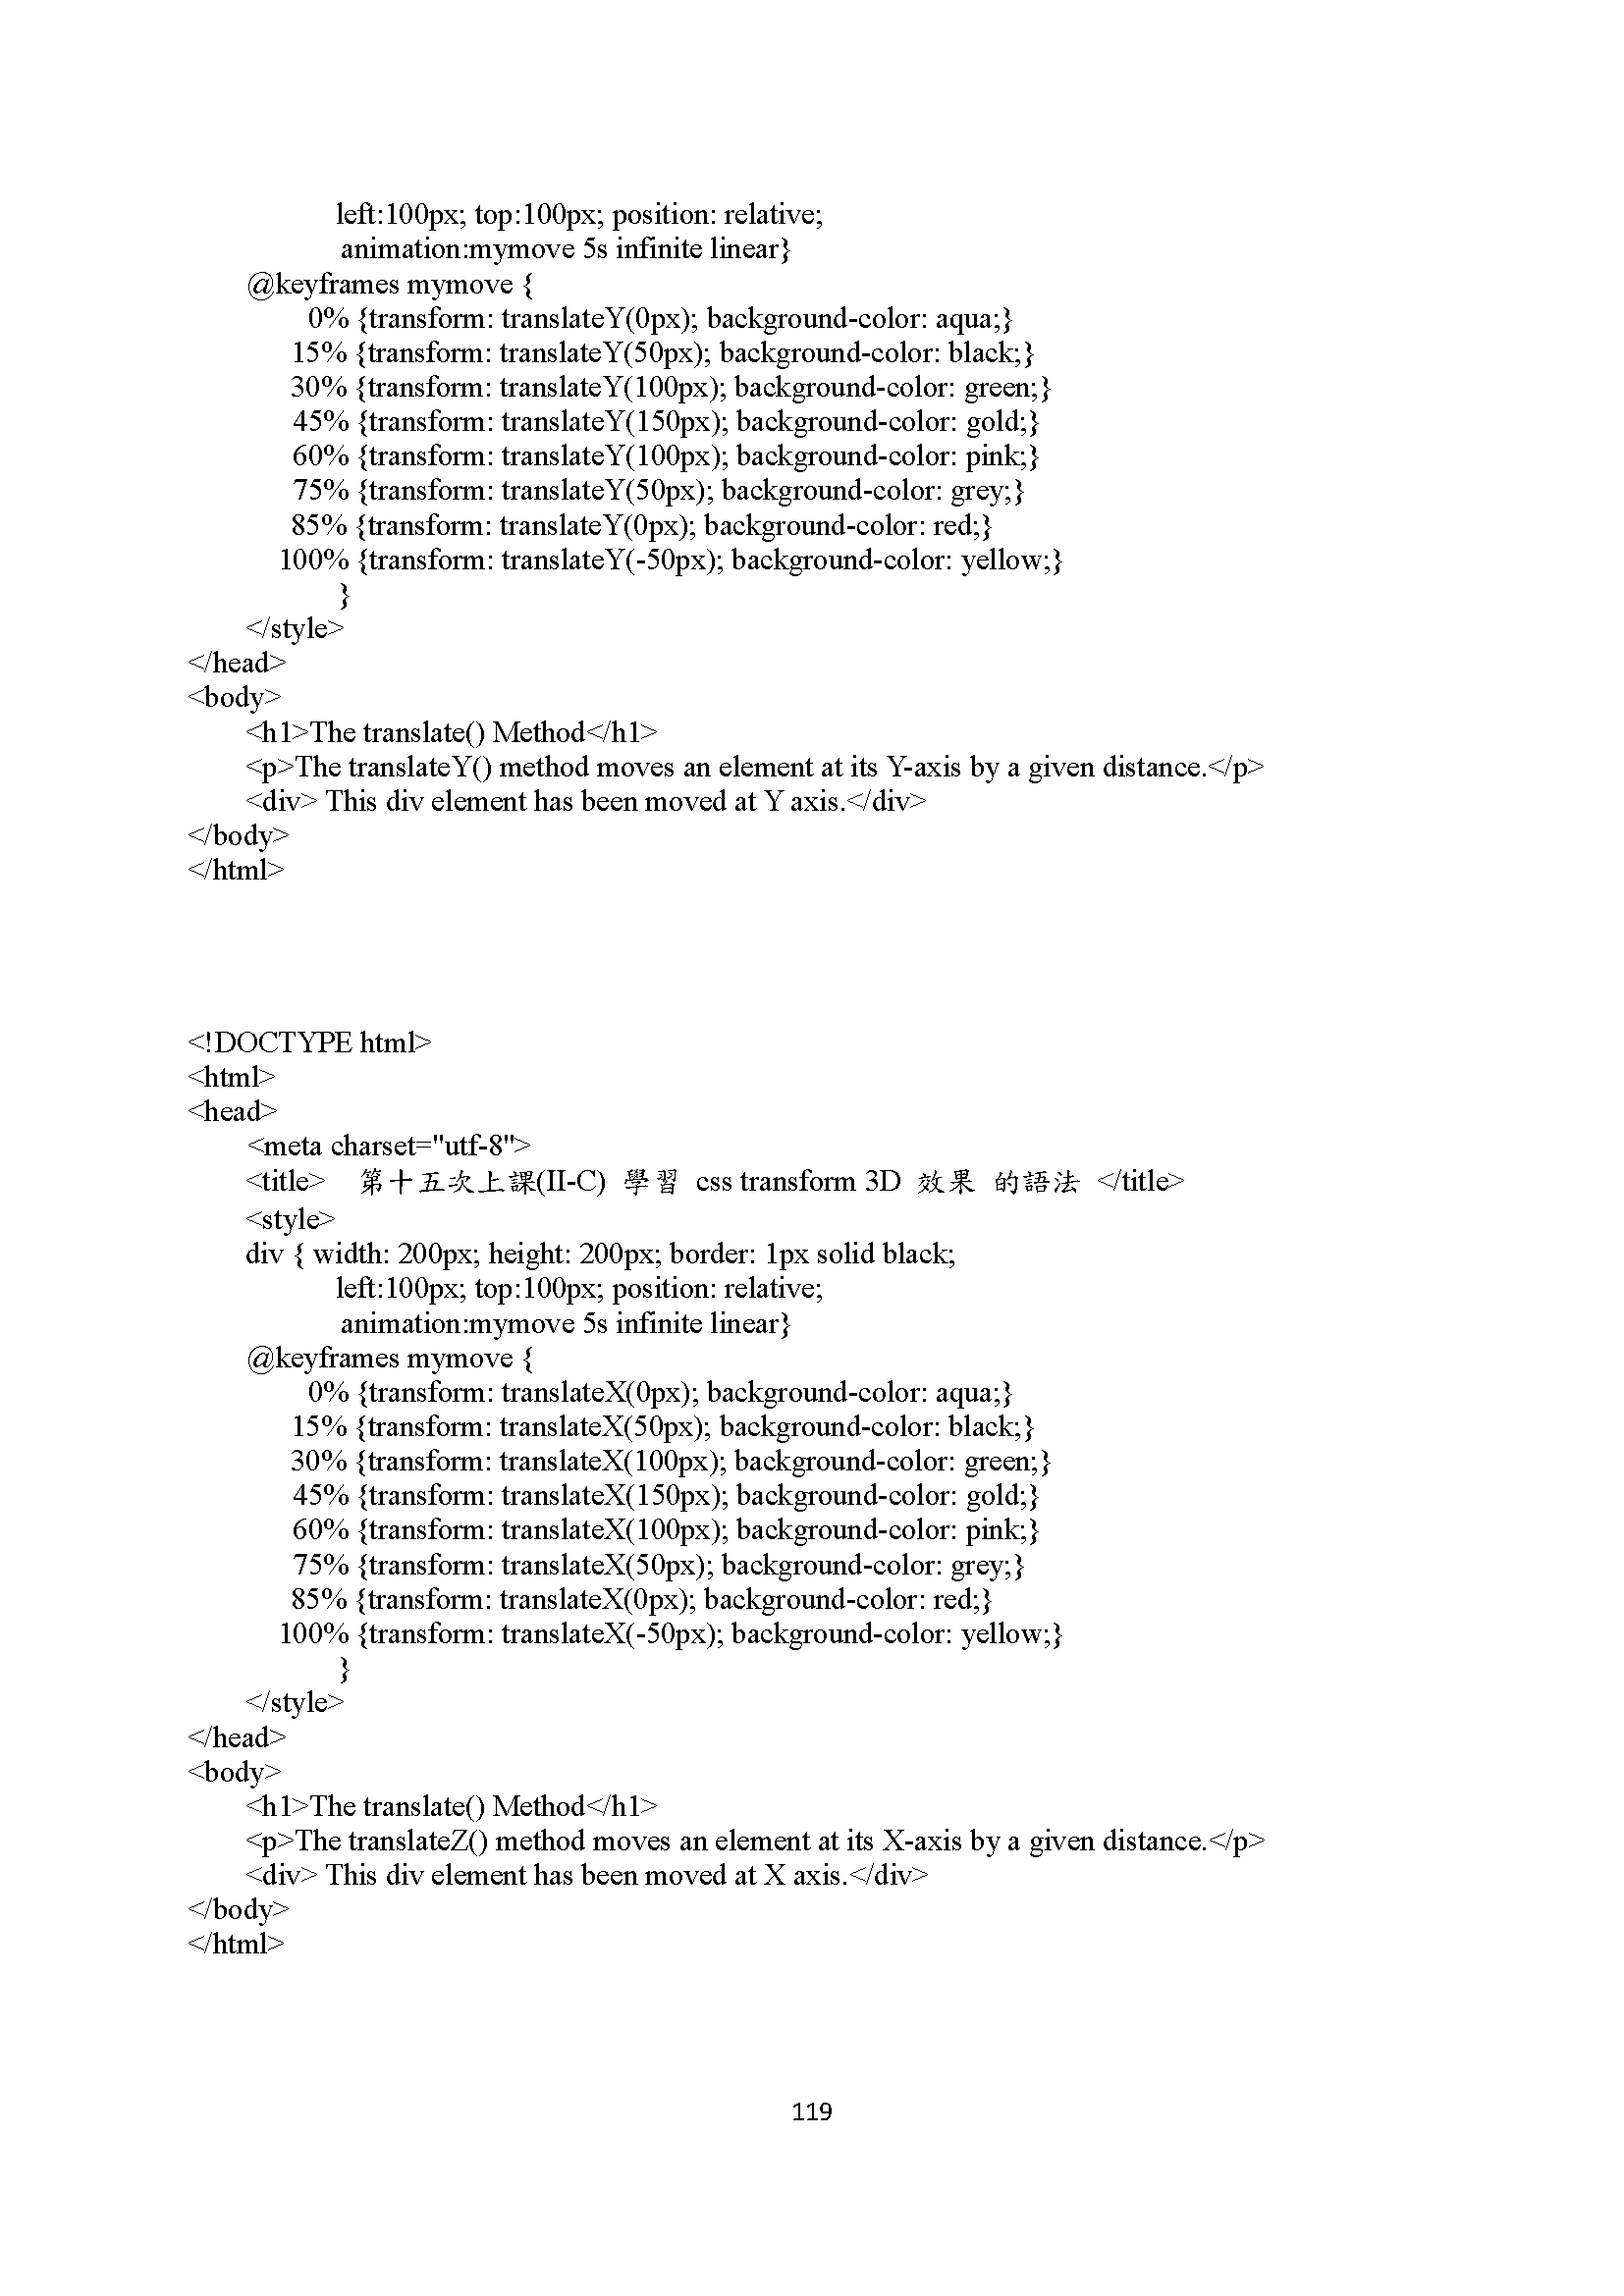 left:100px; top:100px; position: relative;
animation:mymove 5s infinite linear}
@keyframes mymove {
0% {transform: translateY(0px); background-color: aqua;}
15% {transform: translateY(50px); background-color: black;}
30% {transform: translateY(100px); background-color: green;}
45% {transform: translateY(150px); background-color: gold;}
60% {transform: translateY(100px); background-color: pink;}
75% {transform: translateY(50px); background-color: grey;}
85% {transform: translateY(0px); background-color: red;}
100% {transform: translateY(-50px); background-color: yellow;}
}
</style>
</head>
<body>
<h1>The translate() Method</h1>
<p>The translateY() method moves an element at its Y-axis by a given distance.</p>
<div> This div element has been moved at Y axis.</div>
</body>
</html>
<!DOCTYPE html>
<html>
<head>
<meta charset="utf-8">
<title> 第十五次上課(II-C) 學習 css transform 3D 效果 的語法 </title>
<style>
div { width: 200px; height: 200px; border: 1px solid black;
left:100px; top:100px; position: relative;
animation:mymove 5s infinite linear}
@keyframes mymove {
0% {transform: translateX(0px); background-color: aqua;}
15% {transform: translateX(50px); background-color: black;}
30% {transform: translateX(100px); background-color: green;}
45% {transform: translateX(150px); background-color: gold;}
60% {transform: translateX(100px); background-color: pink;}
75% {transform: translateX(50px); background-color: grey;}
85% {transform: translateX(0px); background-color: red;}
100% {transform: translateX(-50px); background-color: yellow;}
}
</style>
</head>
<body>
<h1>The translate() Method</h1>
<p>The translateZ() method moves an element at its X-axis by a given distance.</p>
<div> This div element has been moved at X axis.</div>
</body>
</html>
119